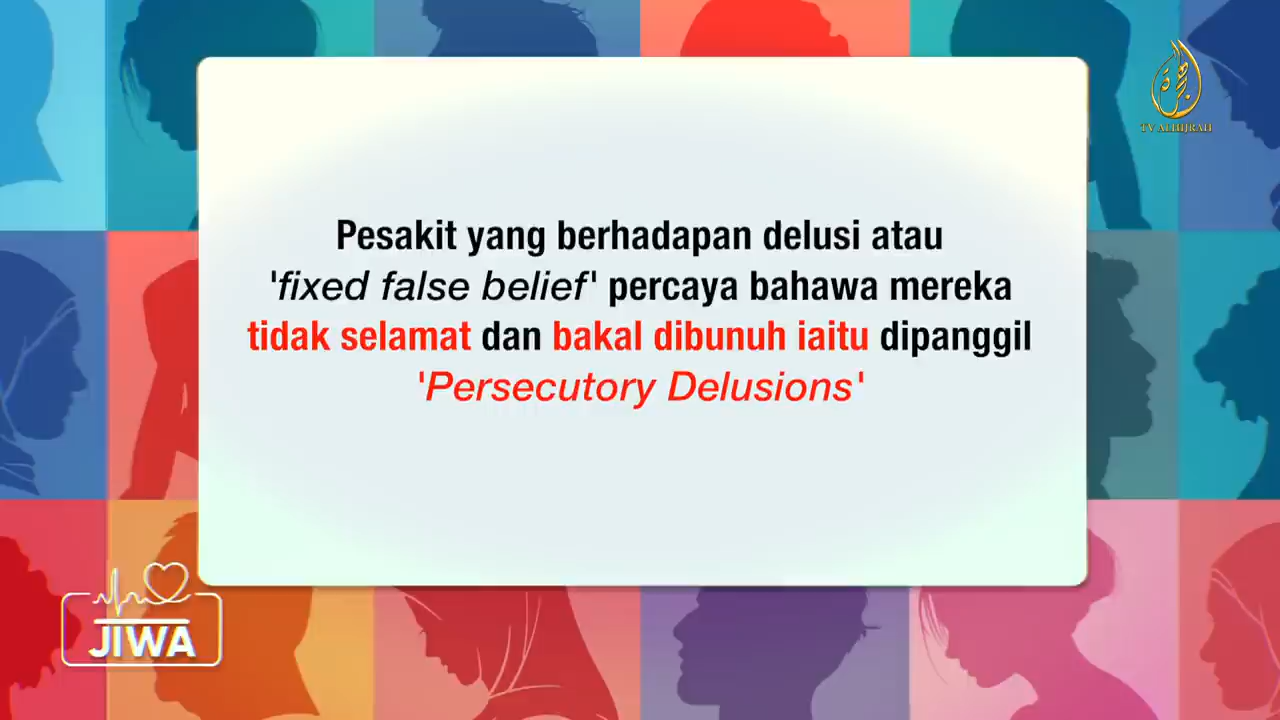 هجرة
TV ALHIJRAH
Pesakit yang berhadapan delusi atau
'fixed false belief' percaya bahawa mereka
tidak selamat dan bakal dibunuh iaitu dipanggil
'Persecutory Delusions'
JIWA